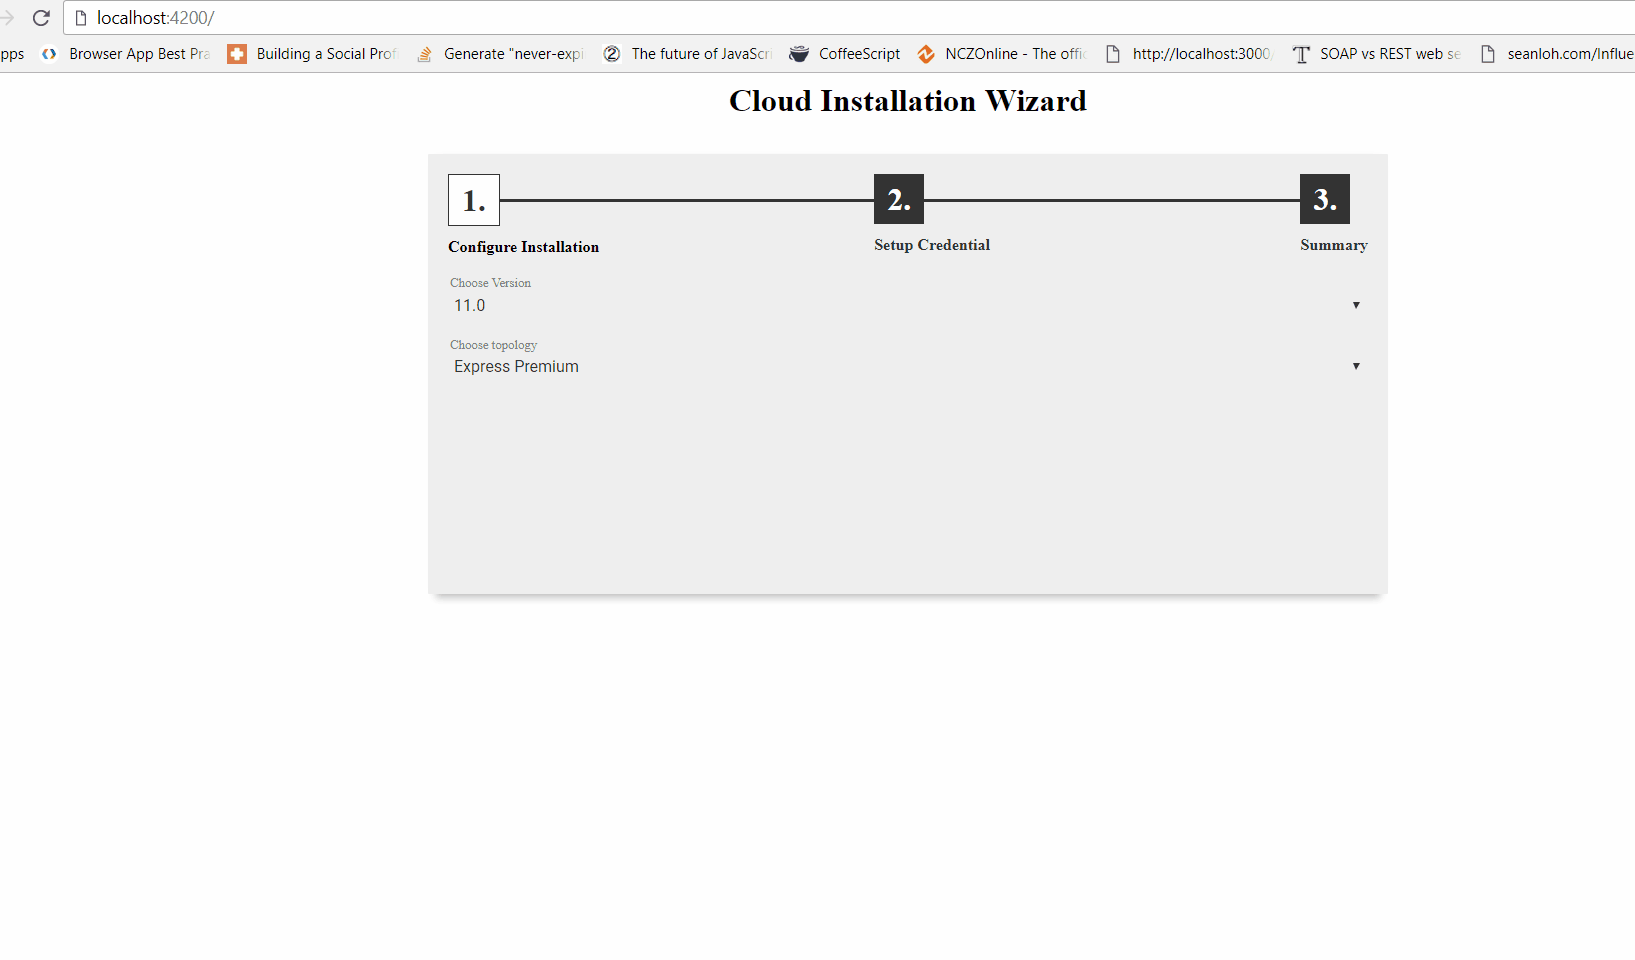 localhost:4200/
pps Browser App Best Pra Building a Social Prof Generate "never-expi The future of JavaScri CoffeeScript NCZOnline - The offic http://localhost:3000/ SOAP vs REST web se seanloh.com/Influe
Cloud Installation Wizard
1. 2. 3.
Configure Installation Setup Credential Summary
Choose Version
11.0
Choose topology
Express Premium